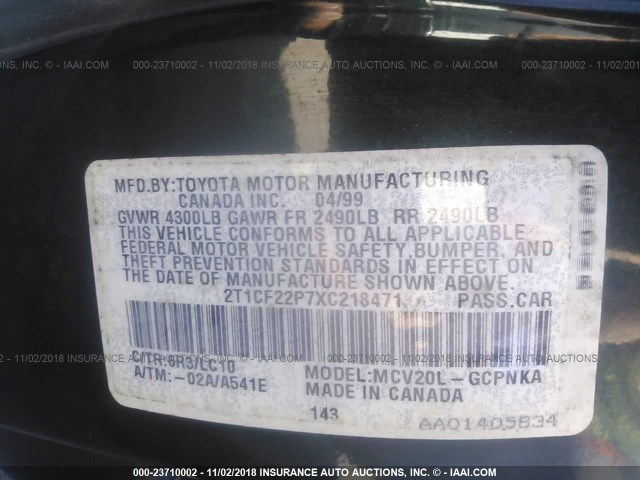 000-23710002 - 11/02/2018 INSURANCE AUTO AUCTIONS, INC. © - IAAI.COM
MFD.BY:TOYOTA MOTOR MANUFACTURING
CANADA INC. 04/99
GVWR 4300LB GAWR FR 2490LB RR 2490LB
THIS VEHICLE CONFORMS TO ALL APPLICABLE
FEDERAL MOTOR VEHICLE SAFETY,BUMPER, AND
THEFT PREVENTION STANDARDS IN EFFECT ON
THE DATE OF MANUFACTURE SHOWN ABOVE.
2T1CF22P7XC218471 PASS.CAR
C/TR:6R3/LC10
A/TM:-02A/A541E
MODEL:MCV20L-GCPNKA
MADE IN CANADA
143
AA01405834
000-23710002 - 11/02/2018 INSURANCE AUTO AUCTIONS, INC. © - IAAI.COM